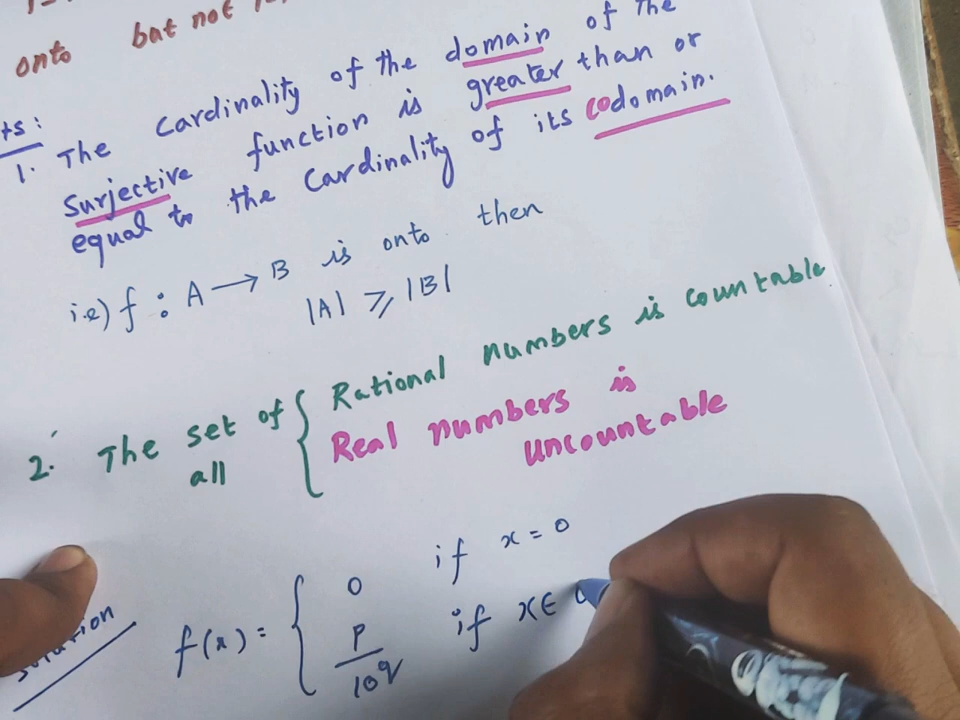 onto but not
1. The cardinality of the domain of the
Surjective function is greater than or
equal to the cardinality of its codomain.
i.e) f : A → B is onto then
|A| ⩾ |B|
2. The set of all { Rational numbers is countable
Real numbers is
Uncountable
Solution
f(x) = { 0 if x = 0
p/10^q if x ∈